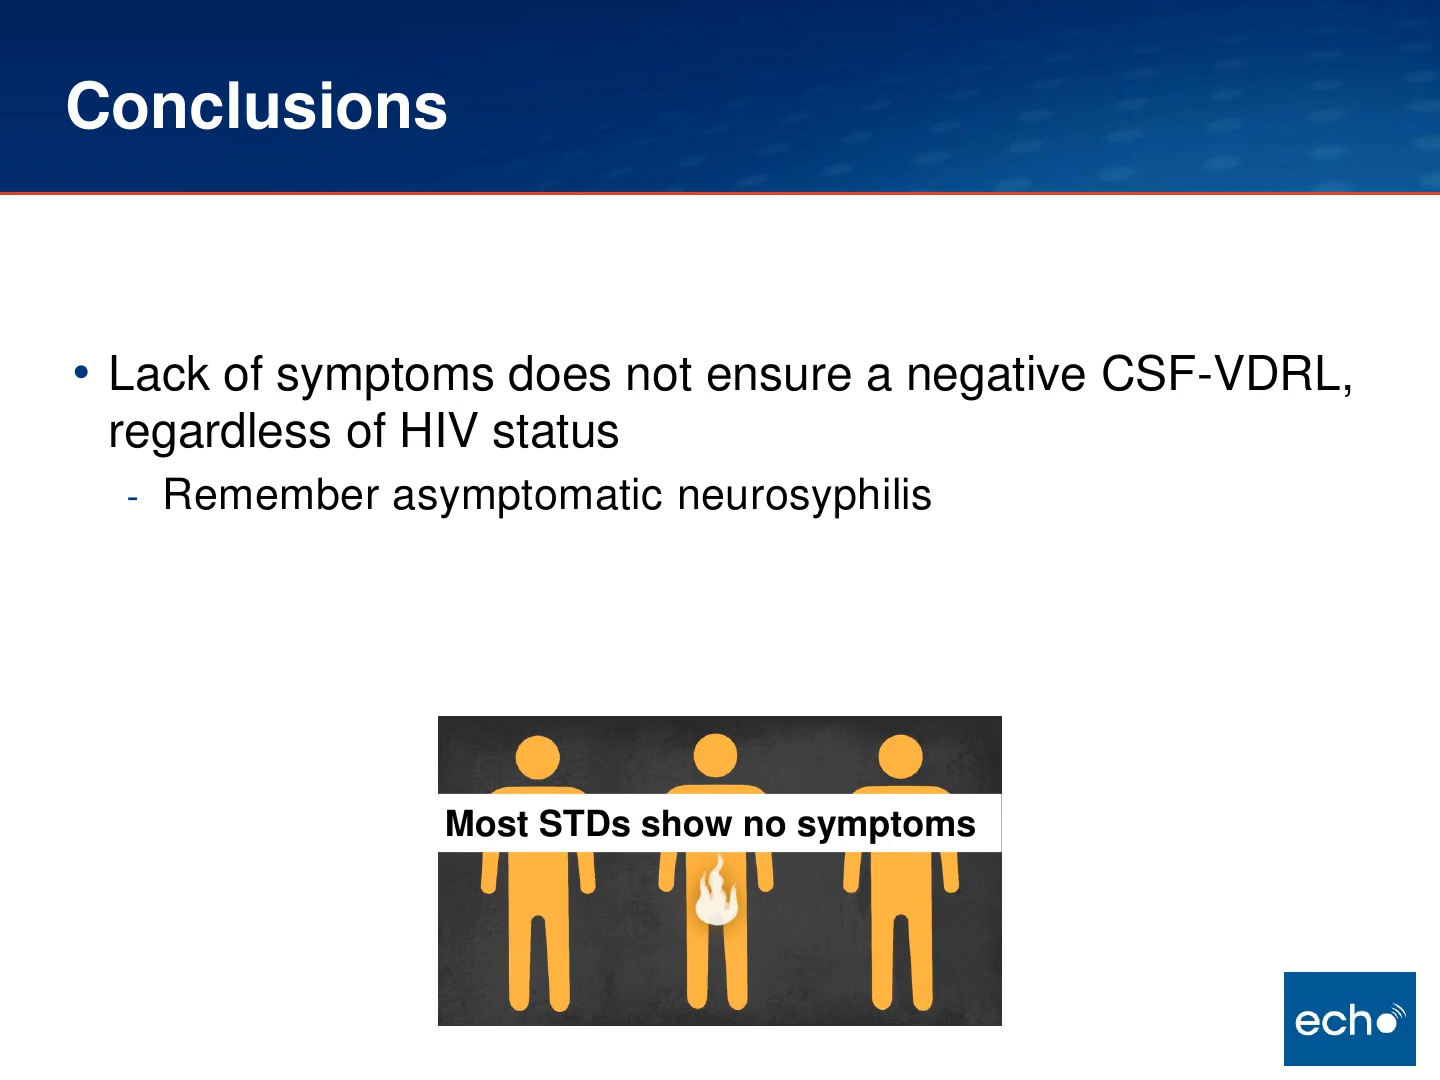 Conclusions
• Lack of symptoms does not ensure a negative CSF-VDRL,
regardless of HIV status
- Remember asymptomatic neurosyphilis
Most STDs show no symptoms
echo